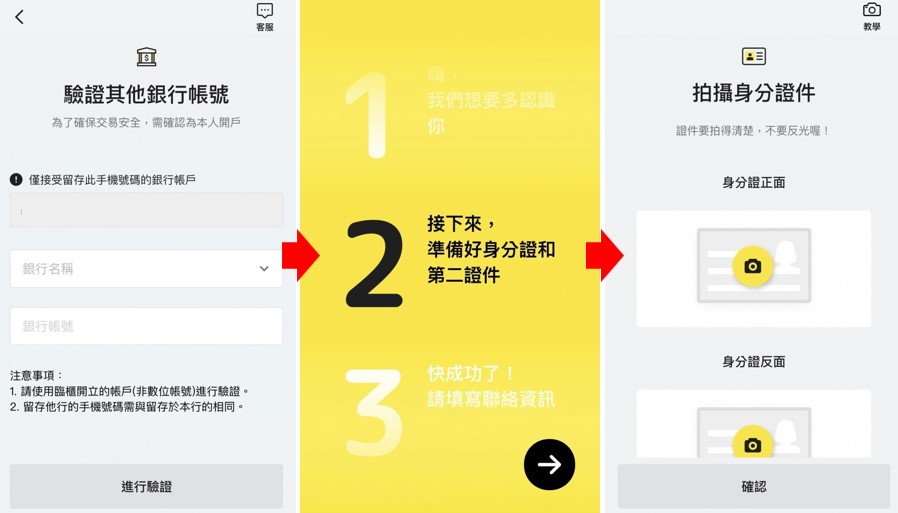 客服
驗證其他銀行帳號
為了確保交易安全，需確認為本人開戶
僅接受留存此手機號碼的銀行帳戶
銀行名稱
銀行帳號
注意事項：
1. 請使用臨櫃開立的帳戶(非數位帳號)進行驗證。
2. 留存他行的手機號碼需與留存於本行的相同。
進行驗證
1
嗨，
我們想要多認識
你
2
接下來，
準備好身分證和
第二證件
3
快成功了！
請填寫聯絡資訊
教學
拍攝身分證件
證件要拍得清楚，不要反光喔！
身分證正面
身分證反面
確認